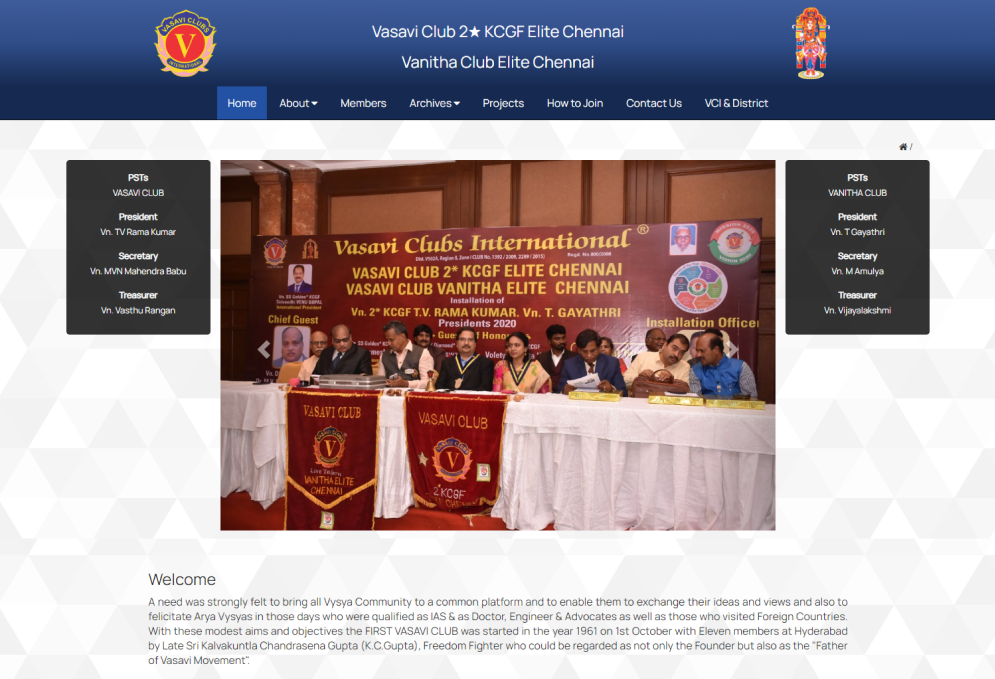 VASAVI CLUBS
INTERNATIONAL
V
Vasavi Club 2★ KCGF Elite Chennai
Vanitha Club Elite Chennai
Home About Members Archives Projects How to Join Contact Us VCI & District
/
PSTs
VASAVI CLUB
President
Vn. TV Rama Kumar
Secretary
Vn. MVN Mahendra Babu
Treasurer
Vn. Vasthu Rangan
Vasavi Clubs International ®
VASAVI CLUB 2* KCGF ELITE CHENNAI
VASAVI CLUB VANITHA ELITE CHENNAI
Installation of
Vn. 2* KCGF T.V. RAMA KUMAR. Vn. T. GAYATHRI
Presidents 2020
Chief Guest
Installation Officer
VASAVI CLUB
V
VANITHA ELITE
CHENNAI
VASAVI CLUB
V
2*KCGF
CHENNAI
PSTs
VANITHA CLUB
President
Vn. T Gayathri
Secretary
Vn. M Amulya
Treasurer
Vn. Vijayalakshmi
Welcome
A need was strongly felt to bring all Vysya Community to a common platform and to enable them to exchange their ideas and views and also to
felicitate Arya Vysyas in those days who were qualified as IAS & as Doctor, Engineer & Advocates as well as those who visited Foreign Countries.
With these modest aims and objectives the FIRST VASAVI CLUB was started in the year 1961 on 1st October with Eleven members at Hyderabad
by Late Sri Kalvakuntla Chandrasena Gupta (K.C.Gupta), Freedom Fighter who could be regarded as not only the Founder but also as the "Father
of Vasavi Movement".